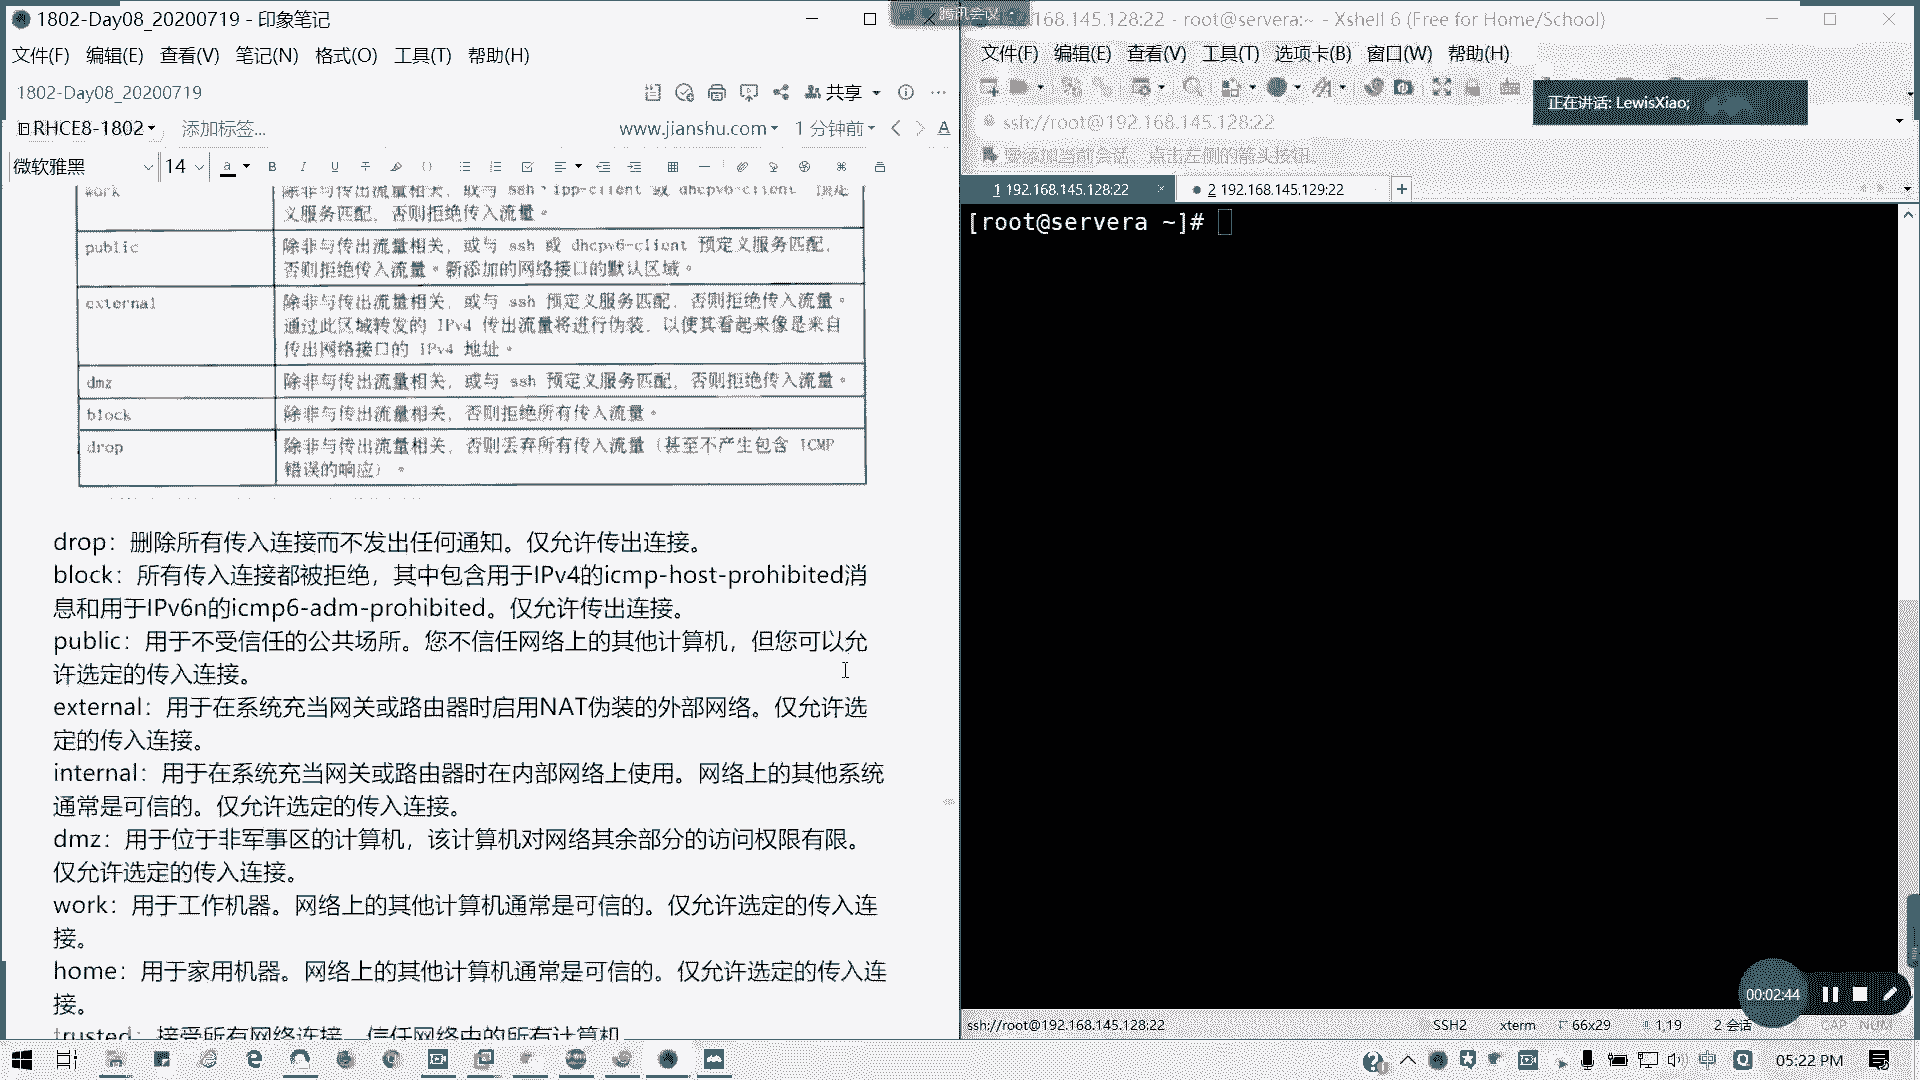 1802-Day08_20200719 - 印象笔记
文件(F) 编辑(E) 查看(V) 笔记(N) 格式(O) 工具(T) 帮助(H)
1802-Day08_20200719
共享
RHCE8-1802
添加标签...
www.jianshu.com
1 分钟前
微软雅黑
14
work
除非与传出流量相关，或与 ssh、ipp-client 或 dhcpv6-client 预定
义服务匹配，否则拒绝传入流量。
public
除非与传出流量相关，或与 ssh 或 dhcpv6-client 预定义服务匹配，
否则拒绝传入流量。新添加的网络接口的默认区域。
external
除非与传出流量相关，或与 ssh 预定义服务匹配，否则拒绝传入流量。
通过此区域转发的 IPv4 传出流量将进行伪装，以使其看起来像是来自
传出网络接口的 IPv4 地址。
dmz
除非与传出流量相关，或与 ssh 预定义服务匹配，否则拒绝传入流量。
block
除非与传出流量相关，否则拒绝所有传入流量。
drop
除非与传出流量相关，否则丢弃所有传入流量（甚至不产生包含 ICMP
错误的响应）。
drop：删除所有传入连接而不发出任何通知。仅允许传出连接。
block：所有传入连接都被拒绝，其中包含用于IPv4的icmp-host-prohibited消
息和用于IPv6n的icmp6-adm-prohibited。仅允许传出连接。
public：用于不受信任的公共场所。您不信任网络上的其他计算机，但您可以允
许选定的传入连接。
external：用于在系统充当网关或路由器时启用NAT伪装的外部网络。仅允许选
定的传入连接。
internal：用于在系统充当网关或路由器时在内部网络上使用。网络上的其他系统
通常是可信的。仅允许选定的传入连接。
dmz：用于位于非军事区的计算机，该计算机对网络其余部分的访问权限有限。
仅允许选定的传入连接。
work：用于工作机器。网络上的其他计算机通常是可信的。仅允许选定的传入连
接。
home：用于家用机器。网络上的其他计算机通常是可信的。仅允许选定的传入连
接。
trusted：接受所有网络连接。信任网络中的所有计算机
腾讯会议
168.145.128:22 - root@servera:~ - Xshell 6 (Free for Home/School)
文件(F) 编辑(E) 查看(V) 工具(T) 选项卡(B) 窗口(W) 帮助(H)
正在讲话: LewisXiao;
ssh://root@192.168.145.128:22
要添加当前会话，点击左侧的箭头按钮。
1 192.168.145.128:22
2 192.168.145.129:22
[root@servera ~]#
00:02:44
ssh://root@192.168.145.128:22
SSH2
xterm
66x29
1,19
2 会话
CAP
NUM
中
05:22 PM